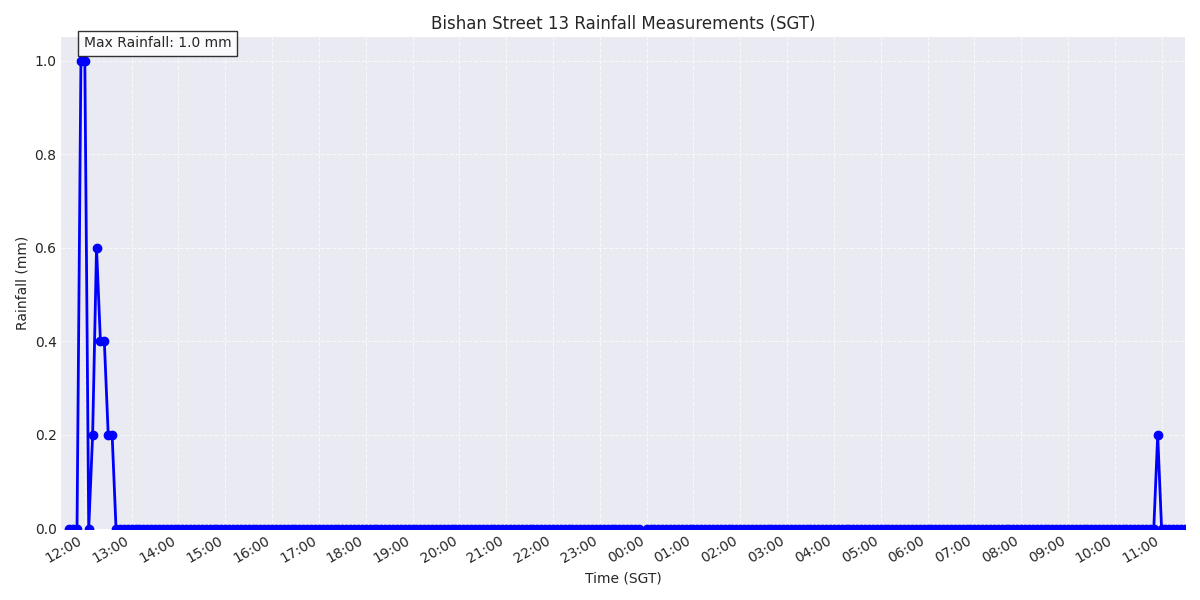 Bishan Street 13 Rainfall Measurements (SGT)
Max Rainfall: 1.0 mm
1.0
0.8
0.6
0.4
0.2
0.0
Rainfall (mm)
12:00 13:00 14:00 15:00 16:00 17:00 18:00 19:00 20:00 21:00 22:00 23:00 00:00 01:00 02:00 03:00 04:00 05:00 06:00 07:00 08:00 09:00 10:00 11:00
Time (SGT)